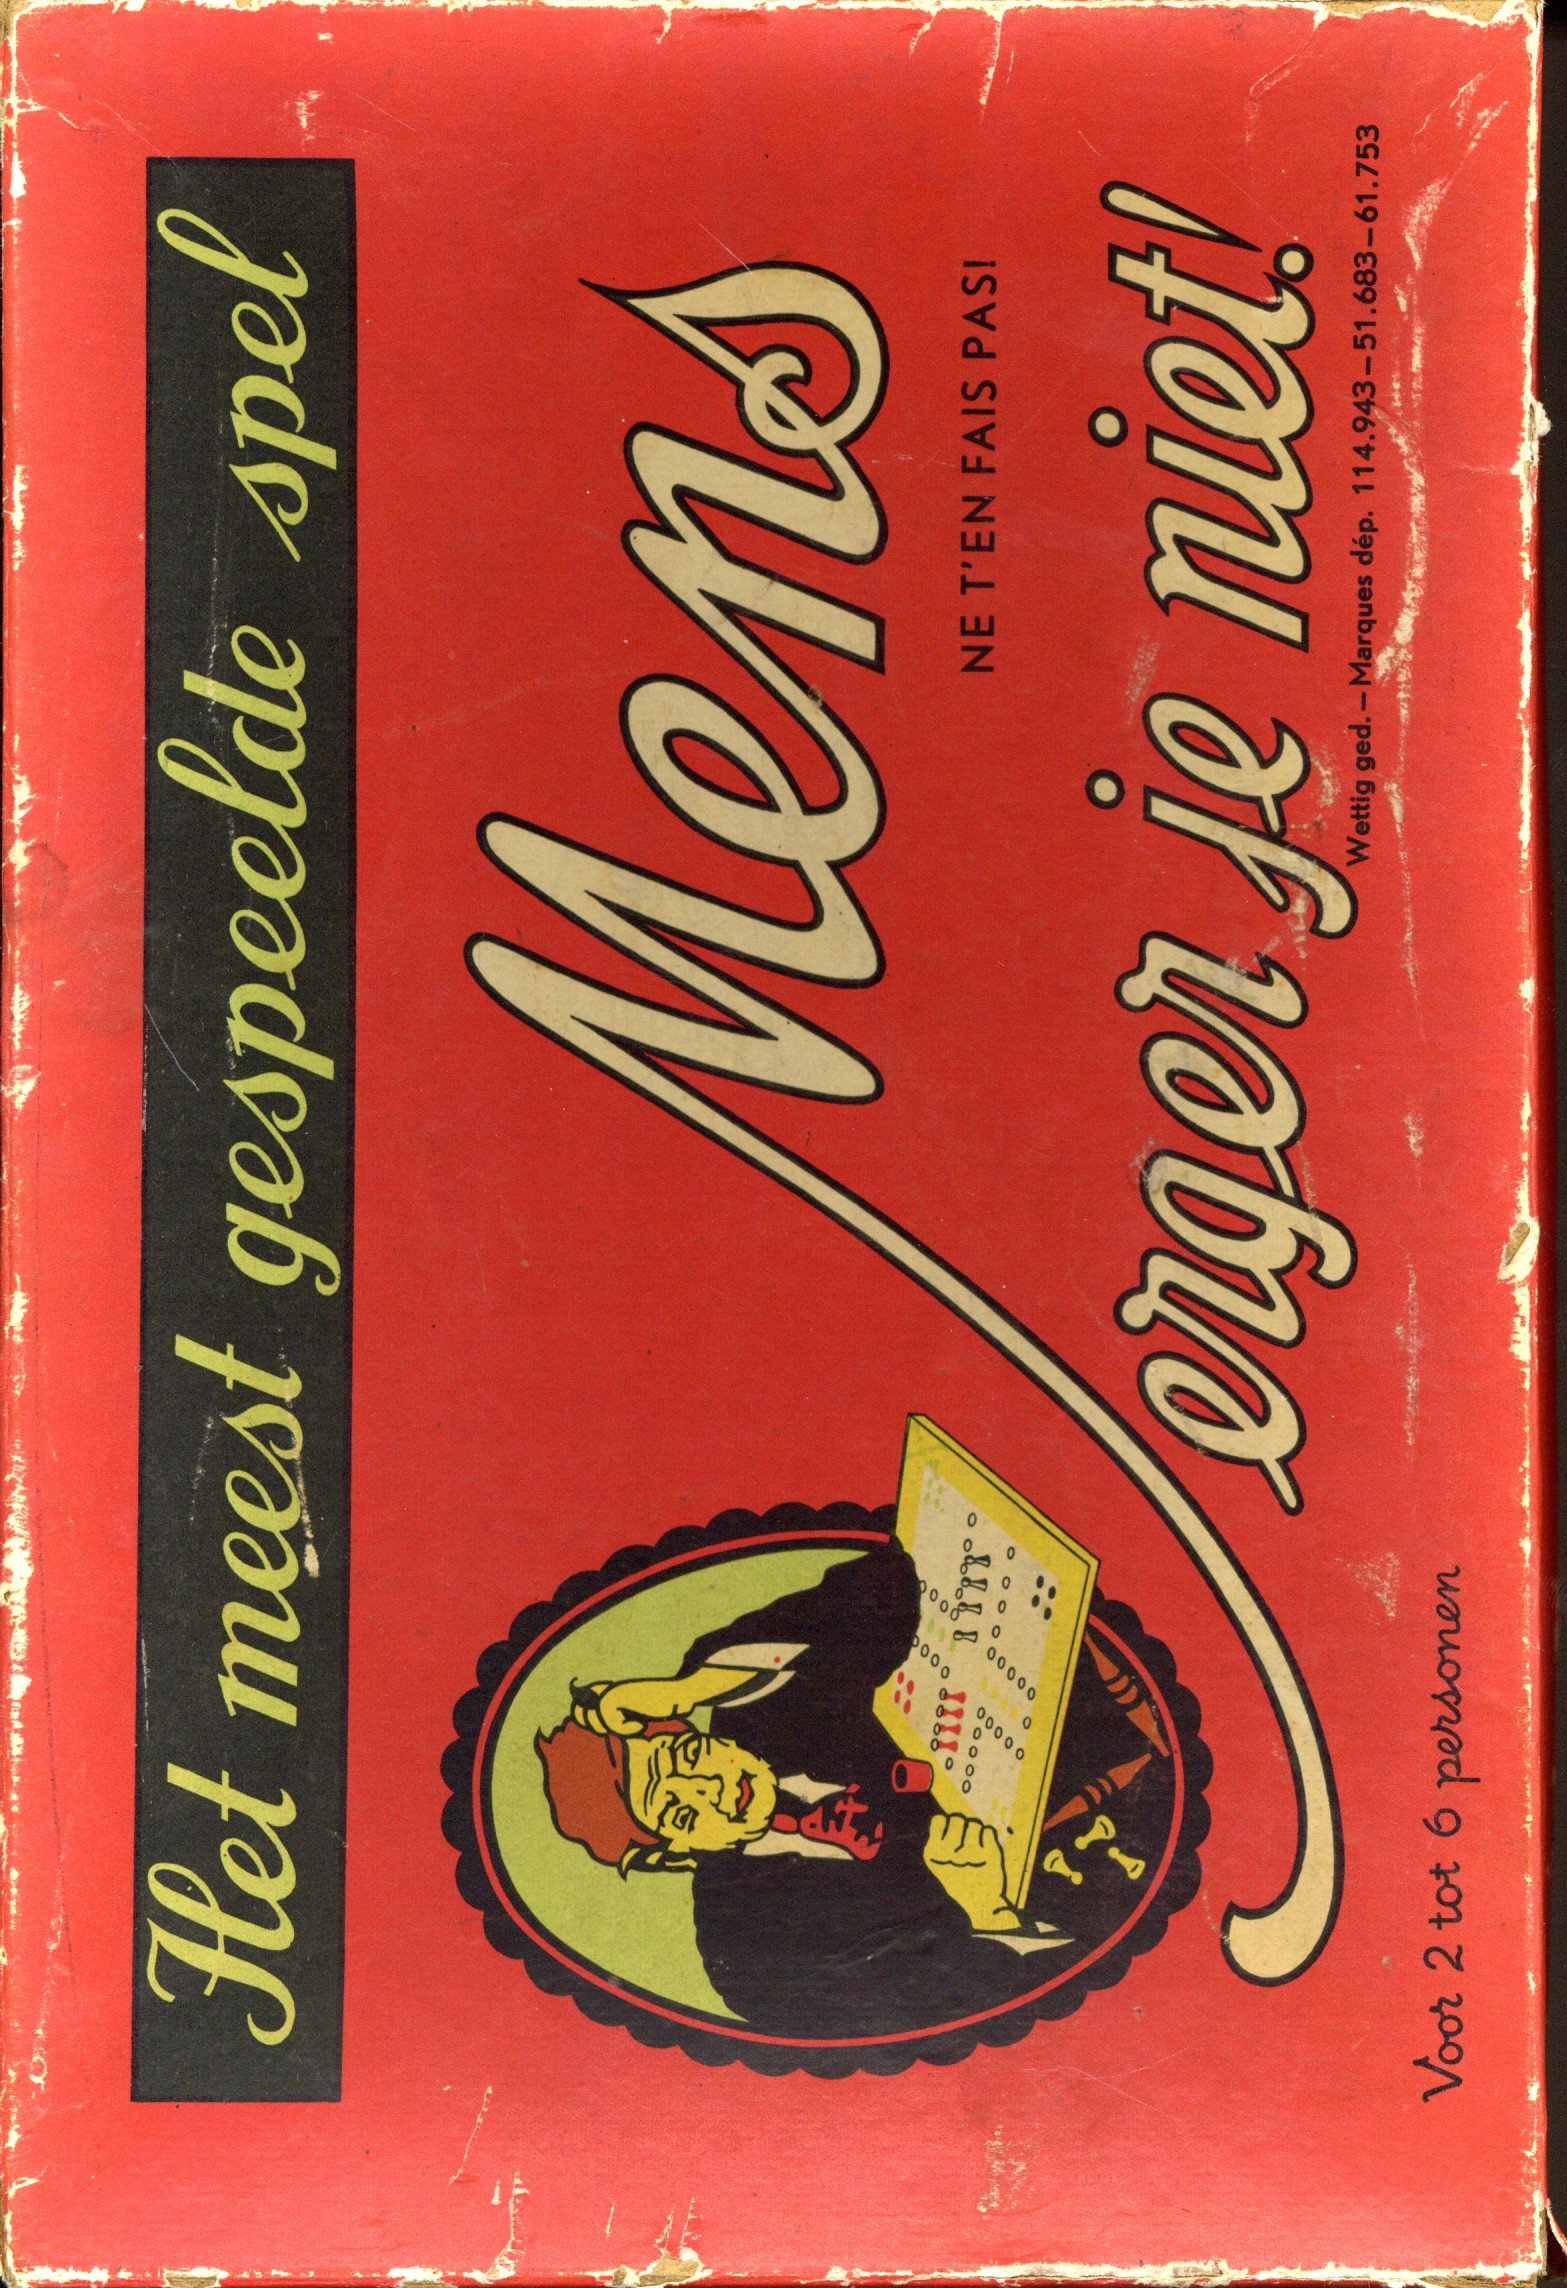 Het meest gespeelde spel
Mens
NE T'EN FAIS PAS!
erger je niet!
Wettig ged. – Marques dép. 114.943 – 51.683 – 61.753
Voor 2 tot 6 personen